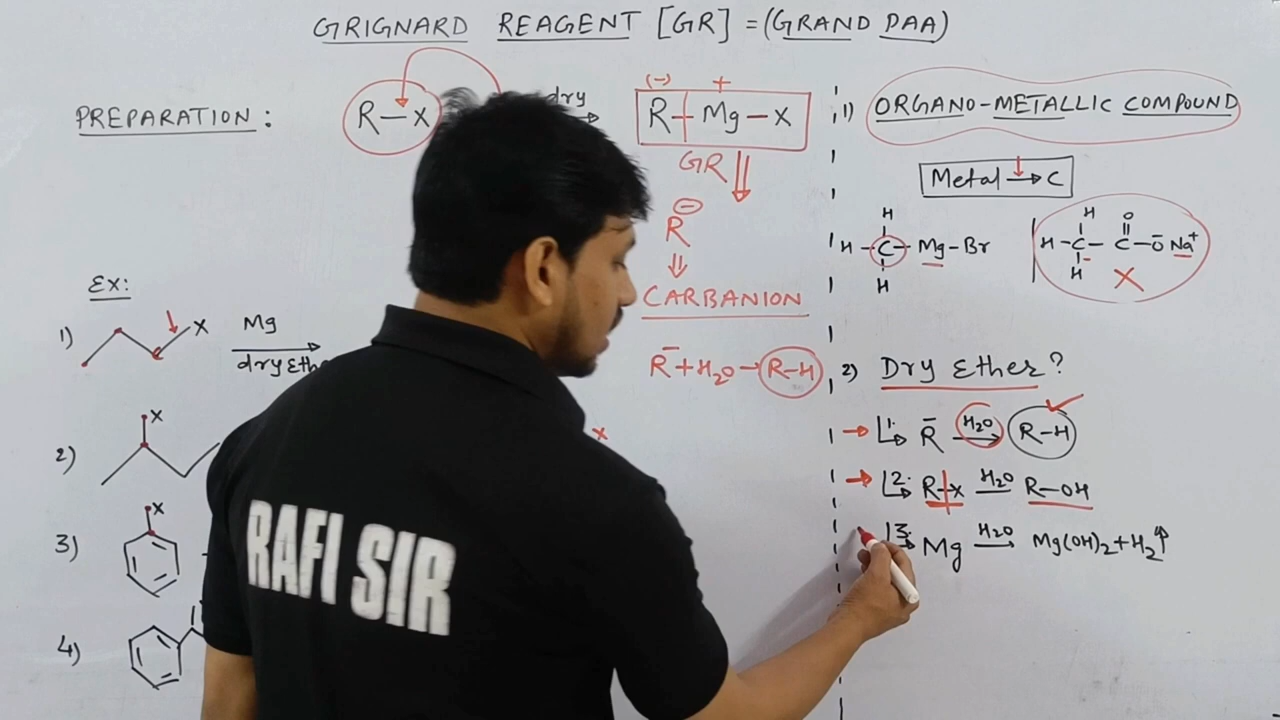 GRIGNARD REAGENT [GR] = (GRAND PAA)
PREPARATION :
R-X
dry
R-Mg-X
(-) +
GR
R⊖
CARBANION
R̄ + H2O → R-H
EX:
1) X Mg
dry Eth
2) X
3) X
4)
X
1) ORGANO-METALLIC COMPOUND
Metal → C
H
H - C - Mg - Br
H
H O
H - C - C - Ō Na+
H
X
2) Dry Ether ?
1. R̄ H2O → R-H
2. R-X H2O R-OH
3. Mg H2O → Mg(OH)2 + H2↑
RAFI SIR